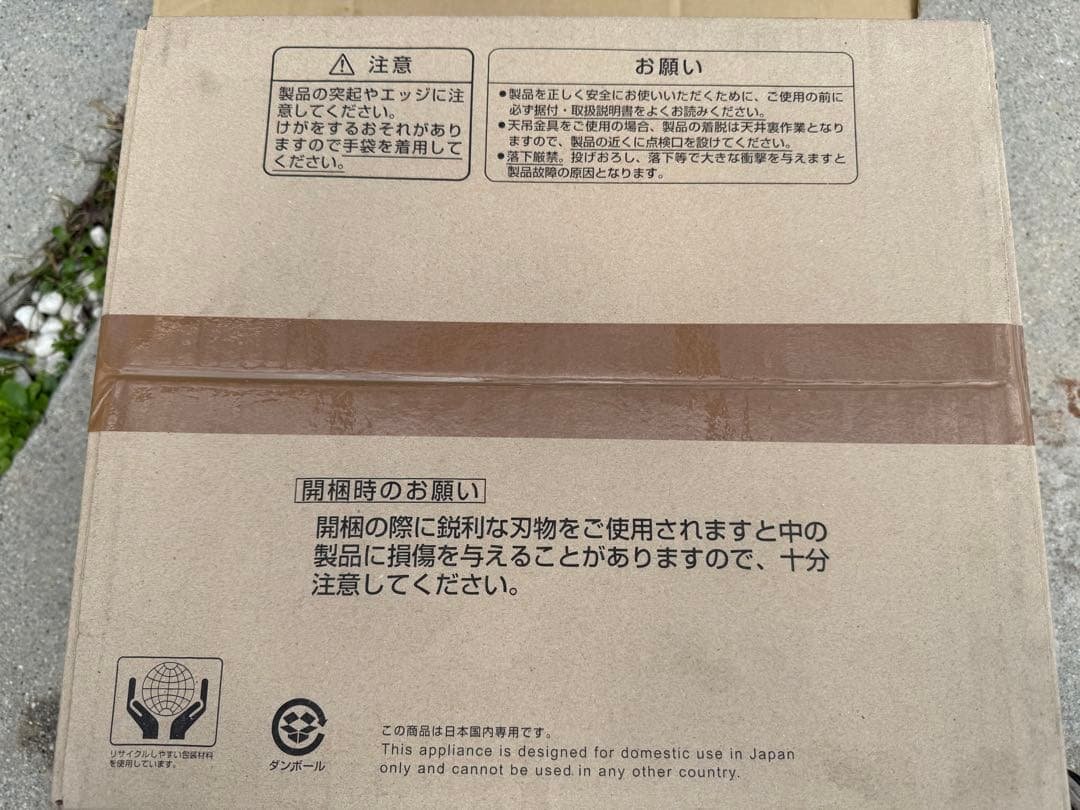 注意
製品の突起やエッジに注
意してください。
けがをするおそれがあり
ますので手袋を着用して
ください。
お願い
●製品を正しく安全にお使いいただくために、ご使用の前に
必ず据付・取扱説明書をよくお読みください。
●天吊金具をご使用の場合、製品の着脱は天井裏作業となり
ますので、製品の近くに点検口を設けてください。
●落下厳禁。投げおろし、落下等で大きな衝撃を与えますと
製品故障の原因となります。
開梱時のお願い
開梱の際に鋭利な刃物をご使用されますと中の
製品に損傷を与えることがありますので、十分
注意してください。
リサイクルしやすい包装材料
を使用しています。
ダンボール
この商品は日本国内専用です。
This appliance is designed for domestic use in Japan
only and cannot be used in any other country.